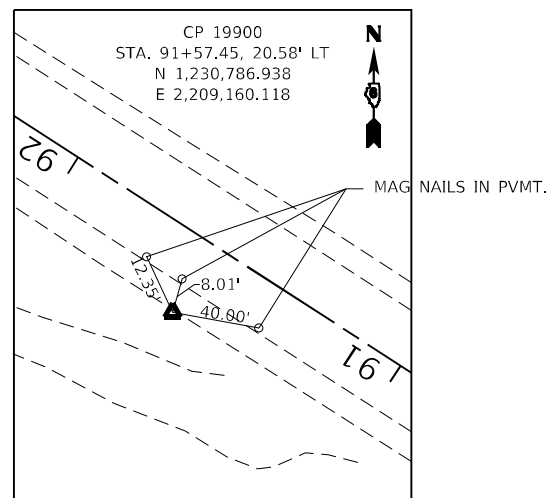 CP 19900
STA. 91+57.45, 20.58' LT
N 1,230,786.938
E 2,209,160.118
N
MAG NAILS IN PVMT.
92
12.35'
8.01'
40.00'
91